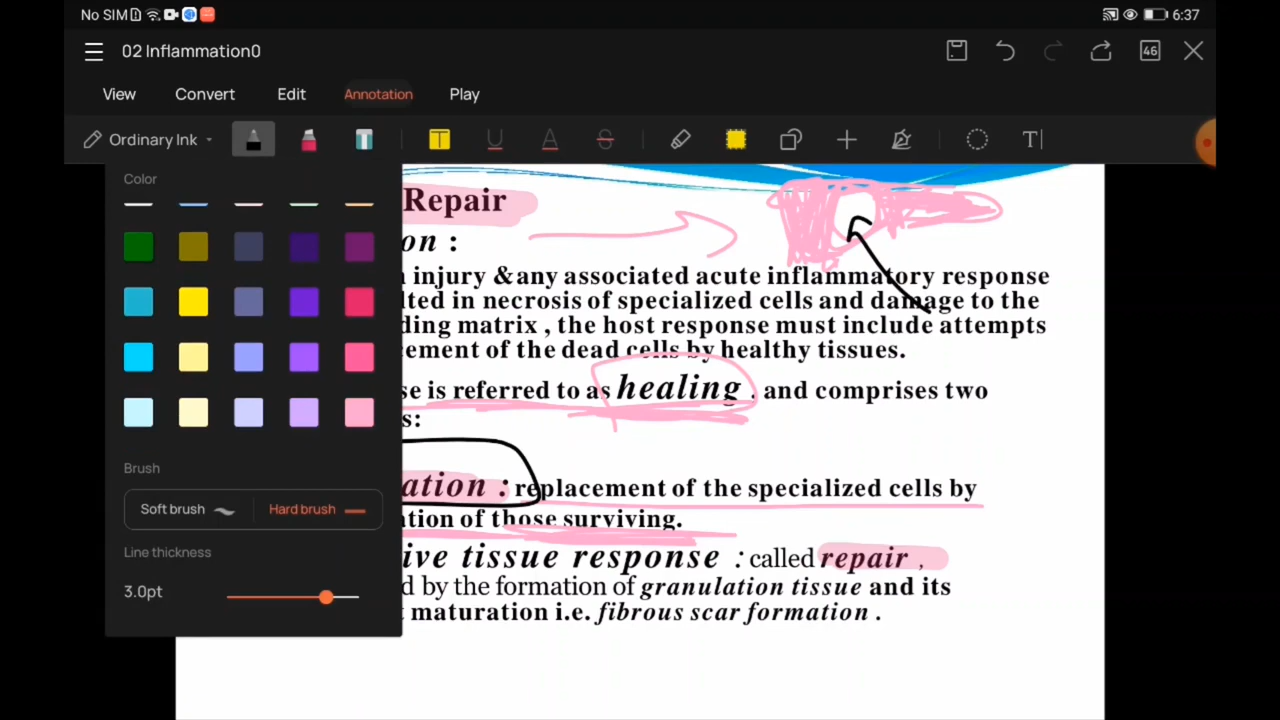 No SIM 6:37
02 Inflammation0 46
View Convert Edit Annotation Play
Ordinary Ink T U A S T
Color
Repair
on :
injury &any associated acute inflammatory response
lted in necrosis of specialized cells and damage to the
ding matrix , the host response must include attempts
cement of the dead cells by healthy tissues.
se is referred to as healing . and comprises two
s:
Brush
ation : replacement of the specialized cells by
Soft brush Hard brush
ation of those surviving.
Line thickness
ive tissue response : called repair ,
3.0pt
d by the formation of granulation tissue and its
t maturation i.e. fibrous scar formation .